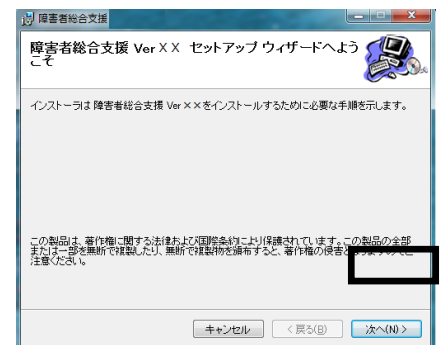 障害者総合支援
障害者総合支援 Ver X X セットアップ ウィザードへよう
こそ
インストーラは 障害者総合支援 Ver ××をインストールするために必要な手順を示します。
この製品は、著作権に関する法律および国際条約により保護されています。この製品の全部
または一部を無断で複製したり、無断で複製物を頒布すると、著作権の侵害と
注意ください。
キャンセル
< 戻る(B)
次へ(N) >